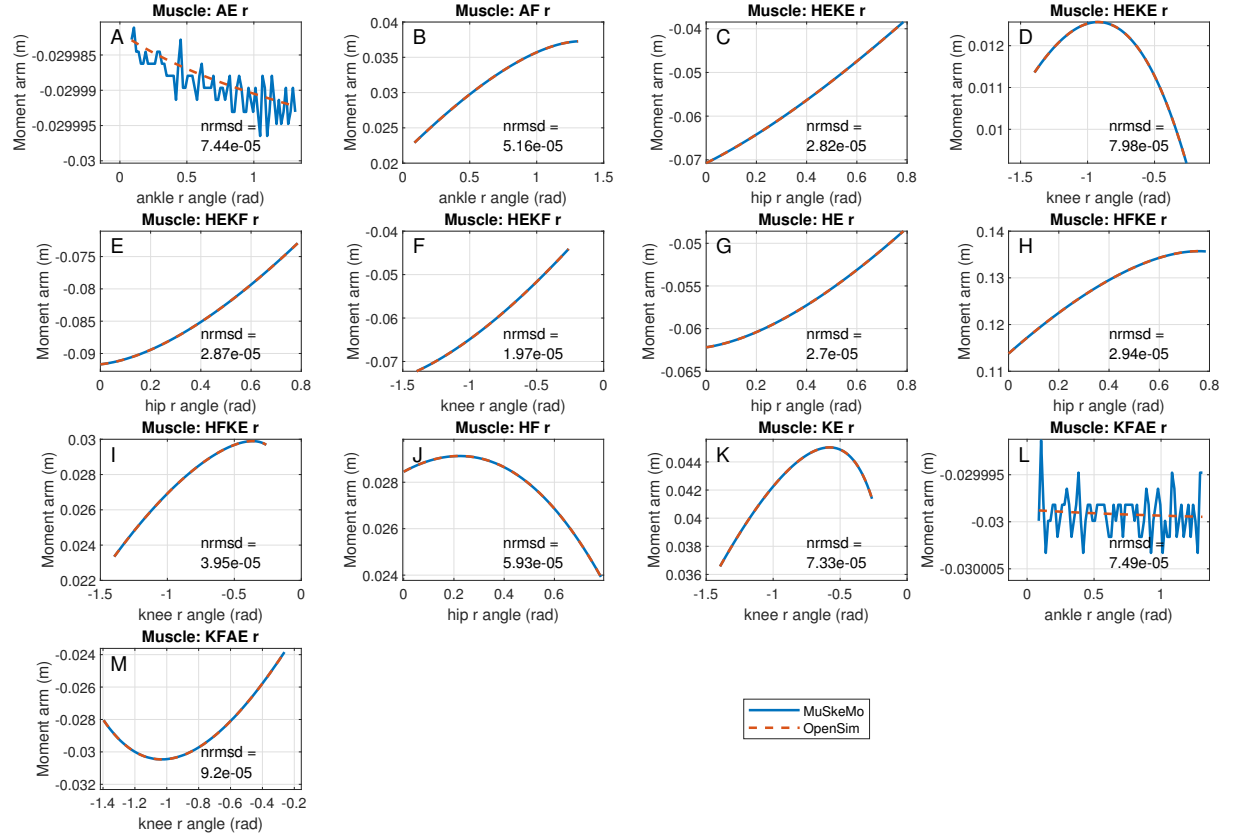 Muscle: AE r
A
Moment arm (m)
-0.029985
-0.02999
-0.029995
-0.03
nrmsd =
7.44e-05
0
0.5
1
ankle r angle (rad)
Muscle: AF r
B
Moment arm (m)
0.04
0.035
0.03
0.025
0.02
nrmsd =
5.16e-05
0
0.5
1
1.5
ankle r angle (rad)
Muscle: HEKE r
C
Moment arm (m)
-0.04
-0.05
-0.06
-0.07
nrmsd =
2.82e-05
0
0.2
0.4
0.6
0.8
hip r angle (rad)
Muscle: HEKE r
D
Moment arm (m)
0.012
0.011
0.01
nrmsd =
7.98e-05
-1.5
-1
-0.5
knee r angle (rad)
Muscle: HEKF r
E
Moment arm (m)
-0.075
-0.08
-0.085
-0.09
nrmsd =
2.87e-05
0
0.2
0.4
0.6
0.8
hip r angle (rad)
Muscle: HEKF r
F
Moment arm (m)
-0.04
-0.05
-0.06
-0.07
nrmsd =
1.97e-05
-1.5
-1
-0.5
0
knee r angle (rad)
Muscle: HE r
G
Moment arm (m)
-0.05
-0.055
-0.06
-0.065
nrmsd =
2.7e-05
0
0.2
0.4
0.6
0.8
hip r angle (rad)
Muscle: HFKE r
H
Moment arm (m)
0.14
0.13
0.12
0.11
nrmsd =
2.94e-05
0
0.2
0.4
0.6
0.8
hip r angle (rad)
Muscle: HFKE r
I
Moment arm (m)
0.03
0.028
0.026
0.024
0.022
nrmsd =
3.95e-05
-1.5
-1
-0.5
0
knee r angle (rad)
Muscle: HF r
J
Moment arm (m)
0.028
0.026
0.024
nrmsd =
5.93e-05
0
0.2
0.4
0.6
hip r angle (rad)
Muscle: KE r
K
Moment arm (m)
0.044
0.042
0.04
0.038
0.036
nrmsd =
7.33e-05
-1.5
-1
-0.5
0
knee r angle (rad)
Muscle: KFAE r
L
Moment arm (m)
-0.029995
-0.03
-0.030005
nrmsd =
7.49e-05
0
0.5
1
ankle r angle (rad)
Muscle: KFAE r
M
Moment arm (m)
-0.024
-0.026
-0.028
-0.03
-0.032
nrmsd =
9.2e-05
-1.4
-1.2
-1
-0.8
-0.6
-0.4
-0.2
knee r angle (rad)
MuSkeMo
OpenSim